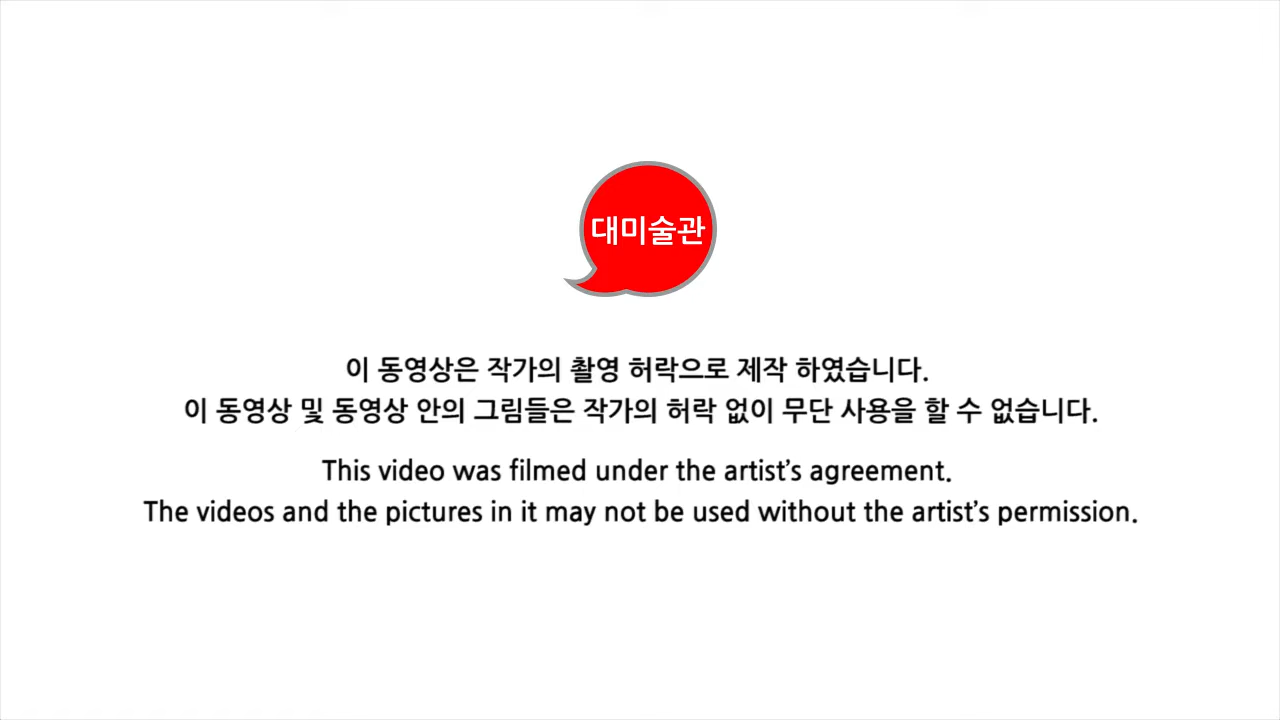 대미술관
이 동영상은 작가의 촬영 허락으로 제작 하였습니다.
이 동영상 및 동영상 안의 그림들은 작가의 허락 없이 무단 사용을 할 수 없습니다.
This video was filmed under the artist’s agreement.
The videos and the pictures in it may not be used without the artist’s permission.